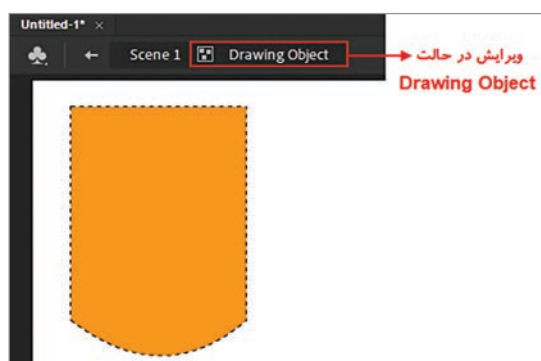 Untitled-1* ×
Scene 1 Drawing Object
ویرایش در حالت
Drawing Object